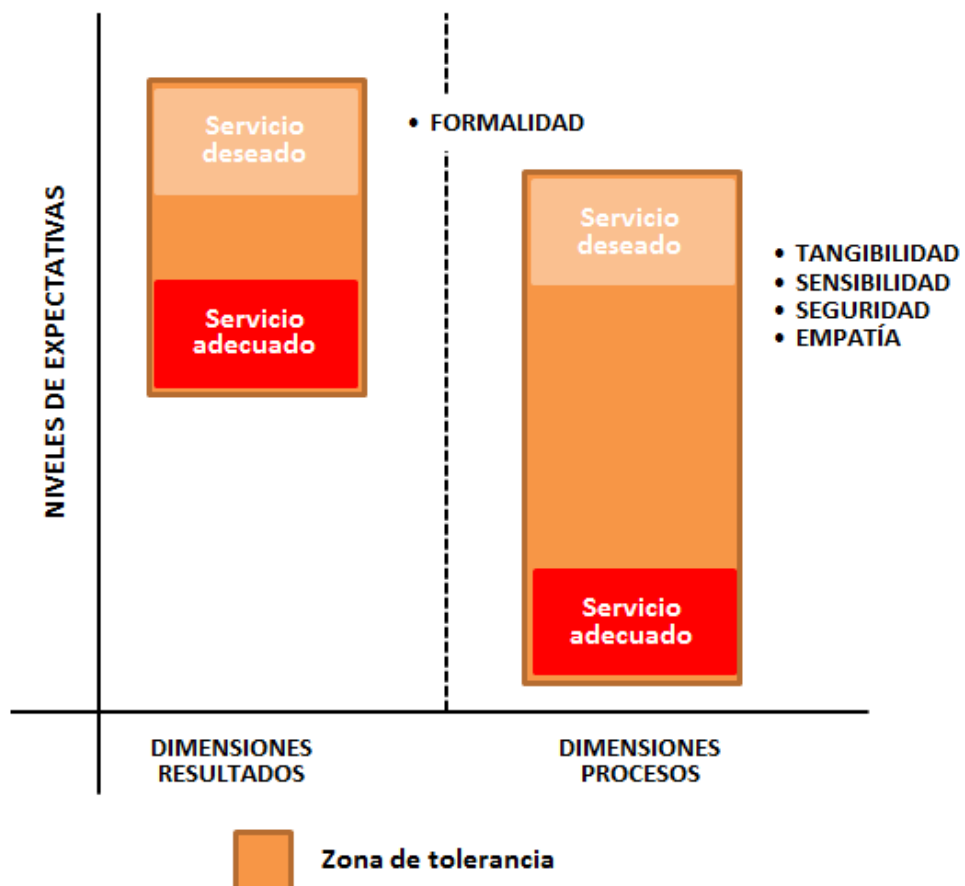 Servicio
deseado
• FORMALIDAD
Servicio
adecuado
Servicio
deseado
• TANGIBILIDAD
• SENSIBILIDAD
• SEGURIDAD
• EMPATÍA
Servicio
adecuado
NIVELES DE EXPECTATIVAS
DIMENSIONES
RESULTADOS
DIMENSIONES
PROCESOS
Zona de tolerancia